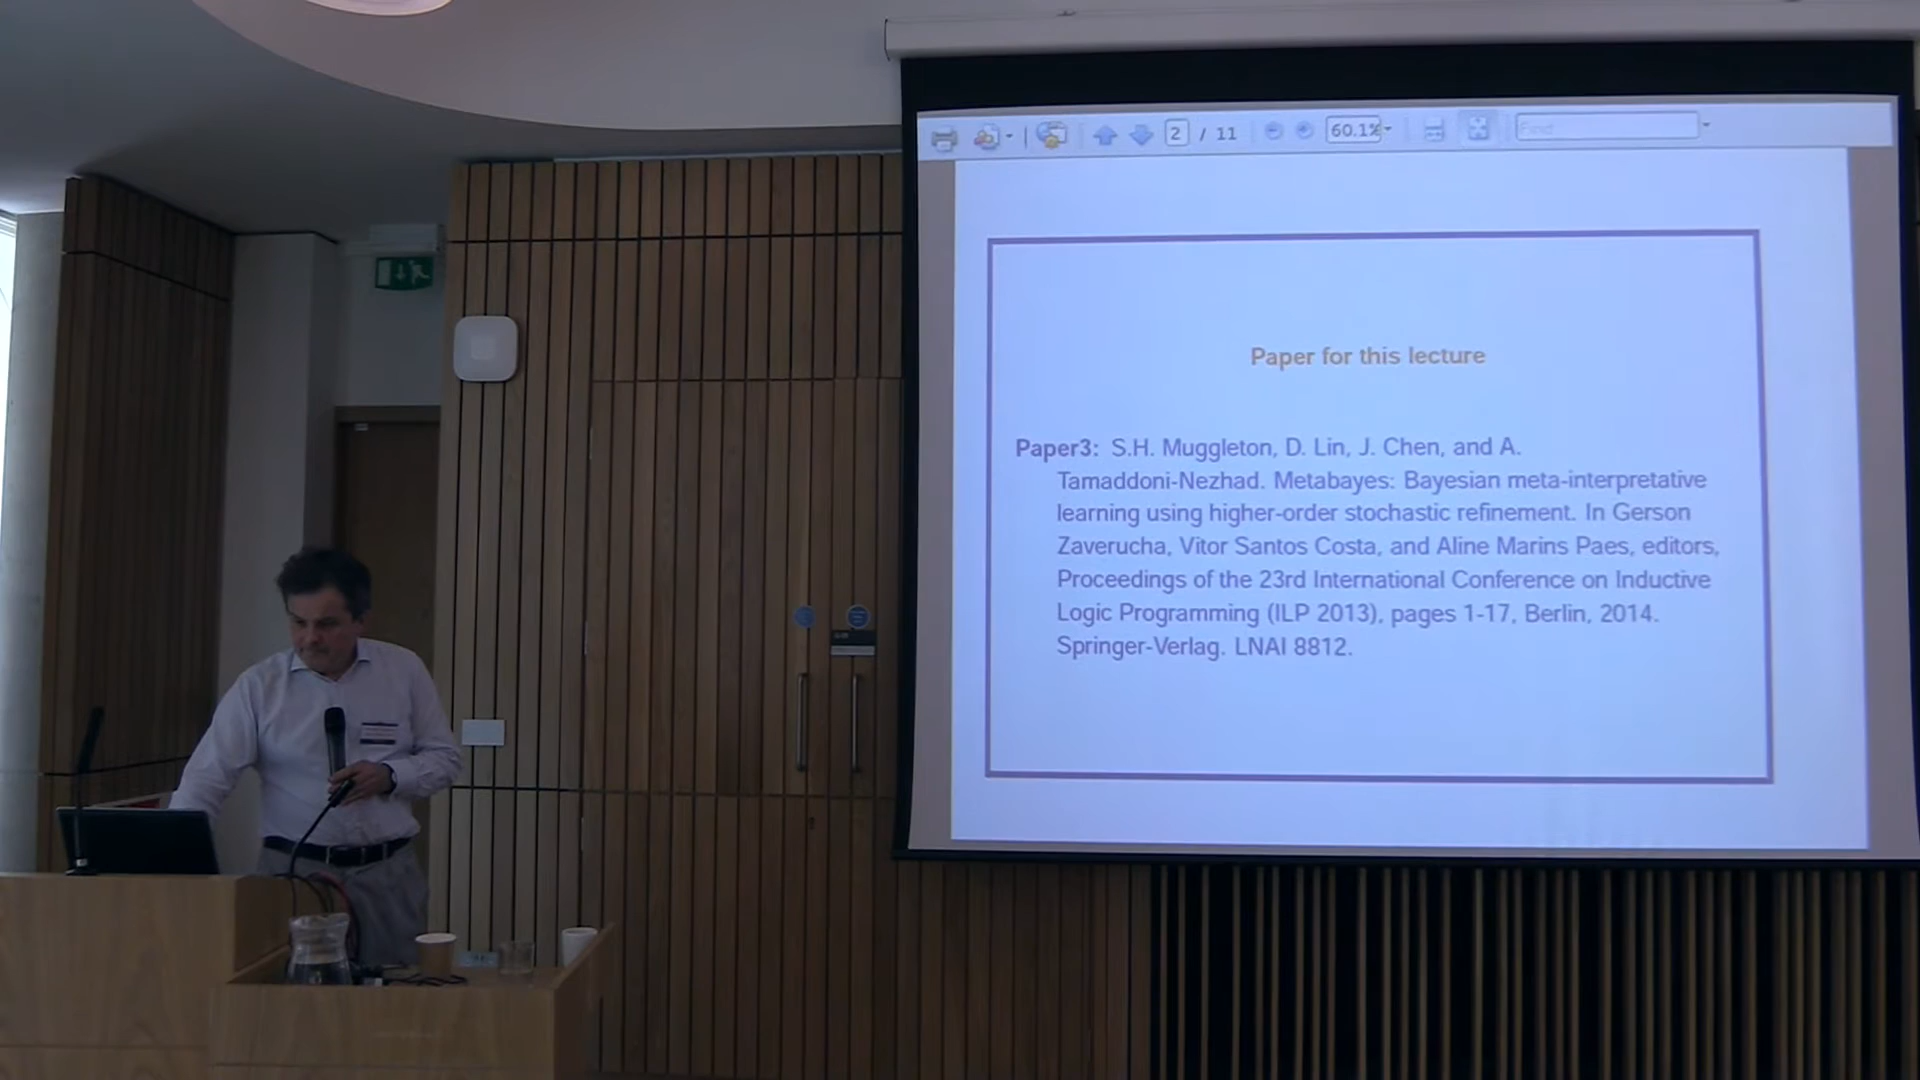 2 / 11 60.1% Find
Paper for this lecture
Paper3: S.H. Muggleton, D. Lin, J. Chen, and A.
Tamaddoni-Nezhad. Metabayes: Bayesian meta-interpretative
learning using higher-order stochastic refinement. In Gerson
Zaverucha, Vitor Santos Costa, and Aline Marins Paes, editors,
Proceedings of the 23rd International Conference on Inductive
Logic Programming (ILP 2013), pages 1-17, Berlin, 2014.
Springer-Verlag. LNAI 8812.